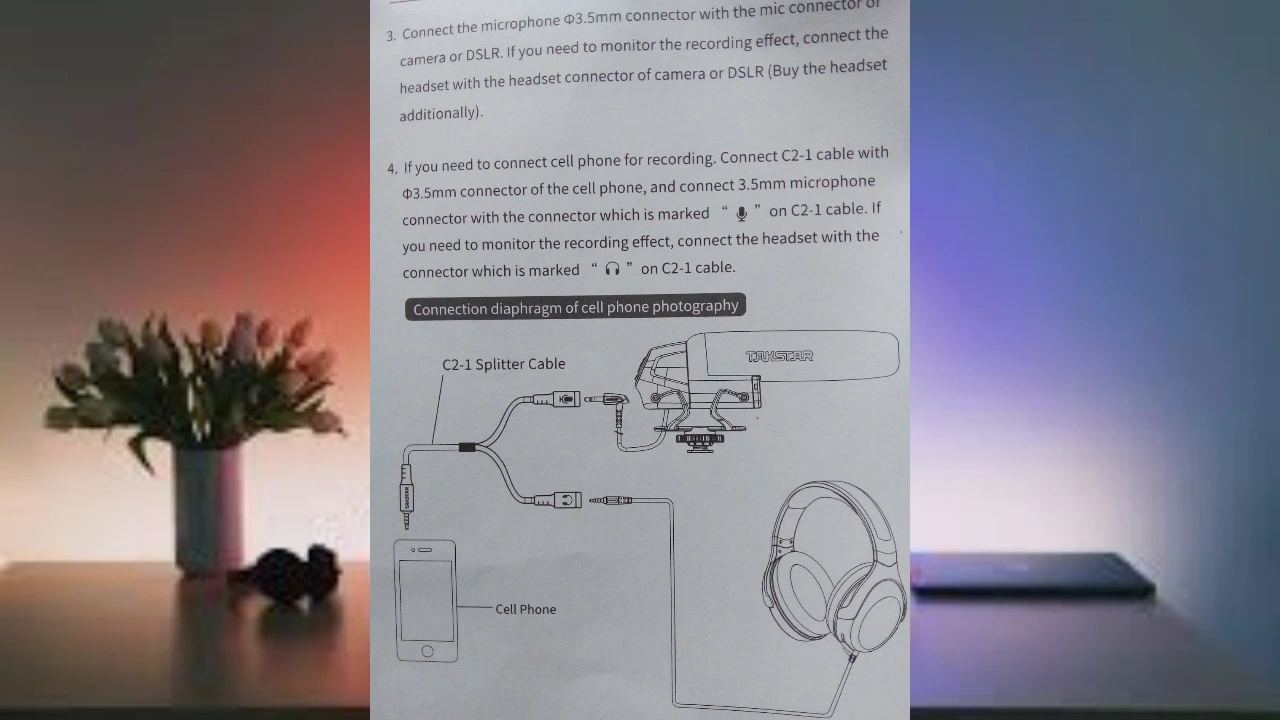 3. Connect the microphone Φ3.5mm connector with the mic connector of
camera or DSLR. If you need to monitor the recording effect, connect the
headset with the headset connector of camera or DSLR (Buy the headset
additionally).
4. If you need to connect cell phone for recording. Connect C2-1 cable with
Φ3.5mm connector of the cell phone, and connect 3.5mm microphone
connector with the connector which is marked “ ” on C2-1 cable. If
you need to monitor the recording effect, connect the headset with the
connector which is marked “ ” on C2-1 cable.
Connection diaphragm of cell phone photography
C2-1 Splitter Cable
TAKSTAR
TAKSTAR
Cell Phone